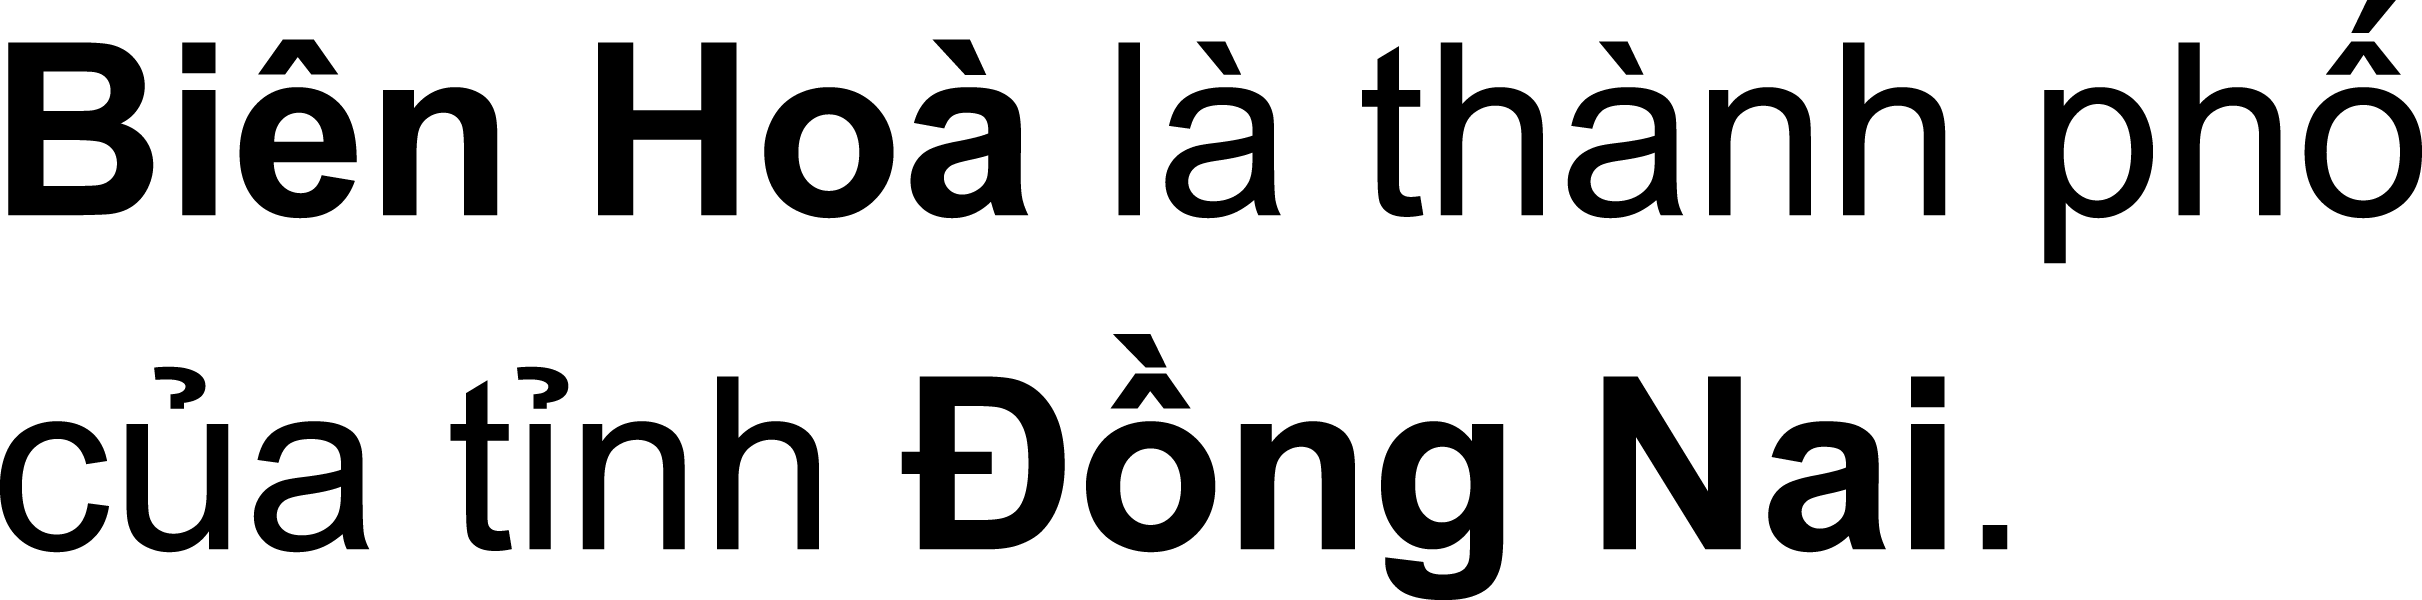 Biên Hoà là thành phố
của tỉnh Đồng Nai.